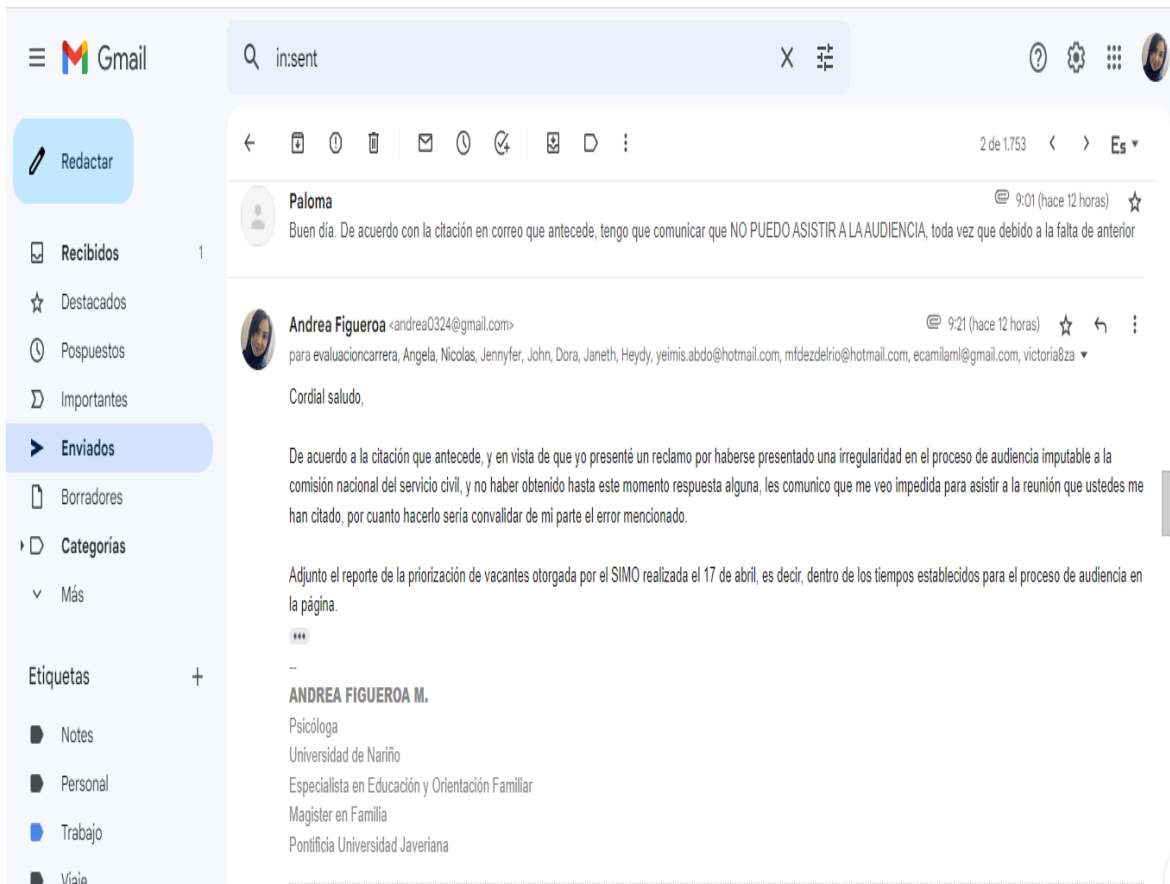 Gmail
in:sent
Redactar
2 de 1.753
Es
Recibidos 1
Destacados
Pospuestos
Importantes
Enviados
Borradores
Categorías
Más
Etiquetas +
Notes
Personal
Trabajo
Viaje
Paloma 9:01 (hace 12 horas)
Buen día. De acuerdo con la citación en correo que antecede, tengo que comunicar que NO PUEDO ASISTIR A LA AUDIENCIA, toda vez que debido a la falta de anterior
Andrea Figueroa <andrea0324@gmail.com> 9:21 (hace 12 horas)
para evaluacioncarrera, Angela, Nicolas, Jennyfer, John, Dora, Janeth, Heydy, yeimis.abdo@hotmail.com, mfdezdelrio@hotmail.com, ecamilaml@gmail.com, victoria8za
Cordial saludo,
De acuerdo a la citación que antecede, y en vista de que yo presenté un reclamo por haberse presentado una irregularidad en el proceso de audiencia imputable a la
comisión nacional del servicio civil, y no haber obtenido hasta este momento respuesta alguna, les comunico que me veo impedida para asistir a la reunión que ustedes me
han citado, por cuanto hacerlo sería convalidar de mi parte el error mencionado.
Adjunto el reporte de la priorización de vacantes otorgada por el SIMO realizada el 17 de abril, es decir, dentro de los tiempos establecidos para el proceso de audiencia en
la página.
--
ANDREA FIGUEROA M.
Psicóloga
Universidad de Nariño
Especialista en Educación y Orientación Familiar
Magister en Familia
Pontificia Universidad Javeriana